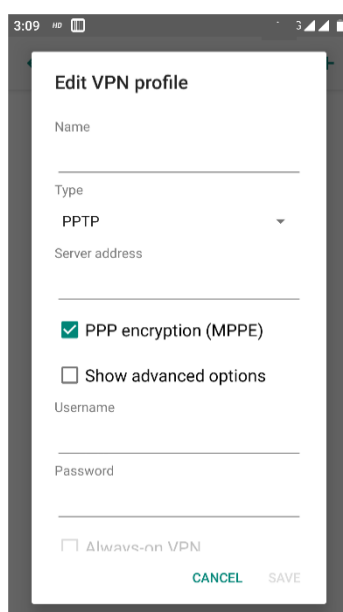 3:09 HD
Edit VPN profile
Name
Type
PPTP
Server address
PPP encryption (MPPE)
Show advanced options
Username
Password
Always-on VPN
CANCEL SAVE